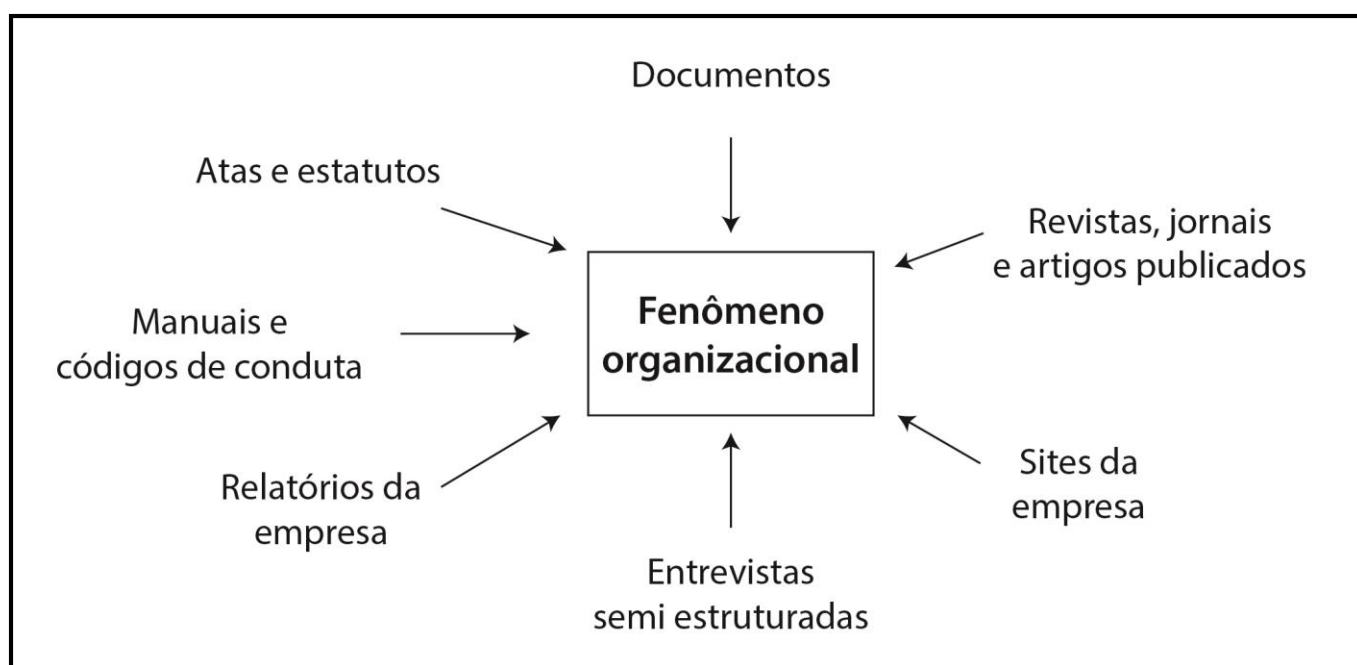 Documentos
Atas e estatutos
Revistas, jornais
e artigos publicados
Fenômeno
organizacional
Manuais e
códigos de conduta
Relatórios da
empresa
Sites da
empresa
Entrevistas
semi estruturadas